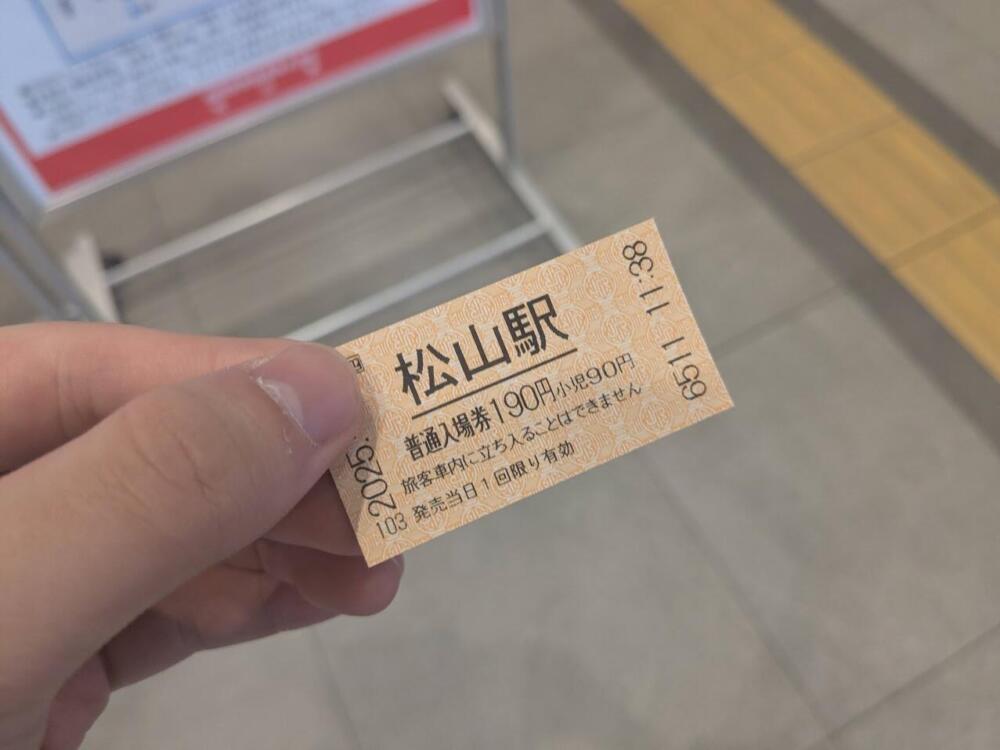 松山駅
普通入場券190円小児90円
旅客車内に立ち入ることはできません
103 発売当日1回限り有効
2025.
11:38
6511